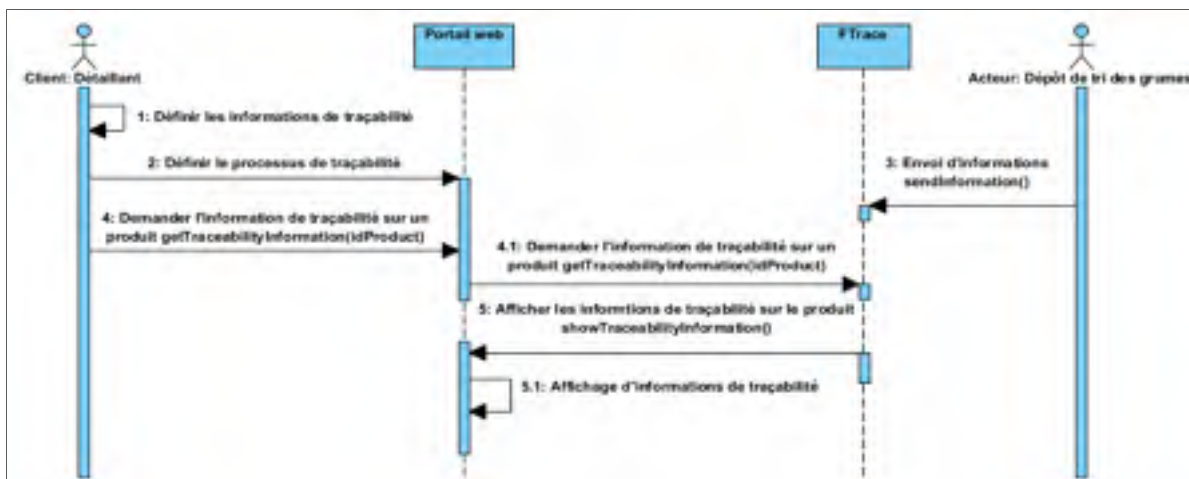 Portail web
FTrace
Client: Détaillant
Acteur: Dépôt de tri des grames
1: Définir les informations de traçabilité
2: Définir le processus de traçabilité
3: Envoi d'informations
sendInformation()
4: Demander l'information de traçabilité sur un
produit getTraceabilityInformation(idProduct)
4.1: Demander l'information de traçabilité sur un
produit getTraceabilityInformation(idProduct)
5: Afficher les informtions de traçabilité sur le produit
showTraceabilityInformation()
5.1: Affichage d'informations de traçabilité